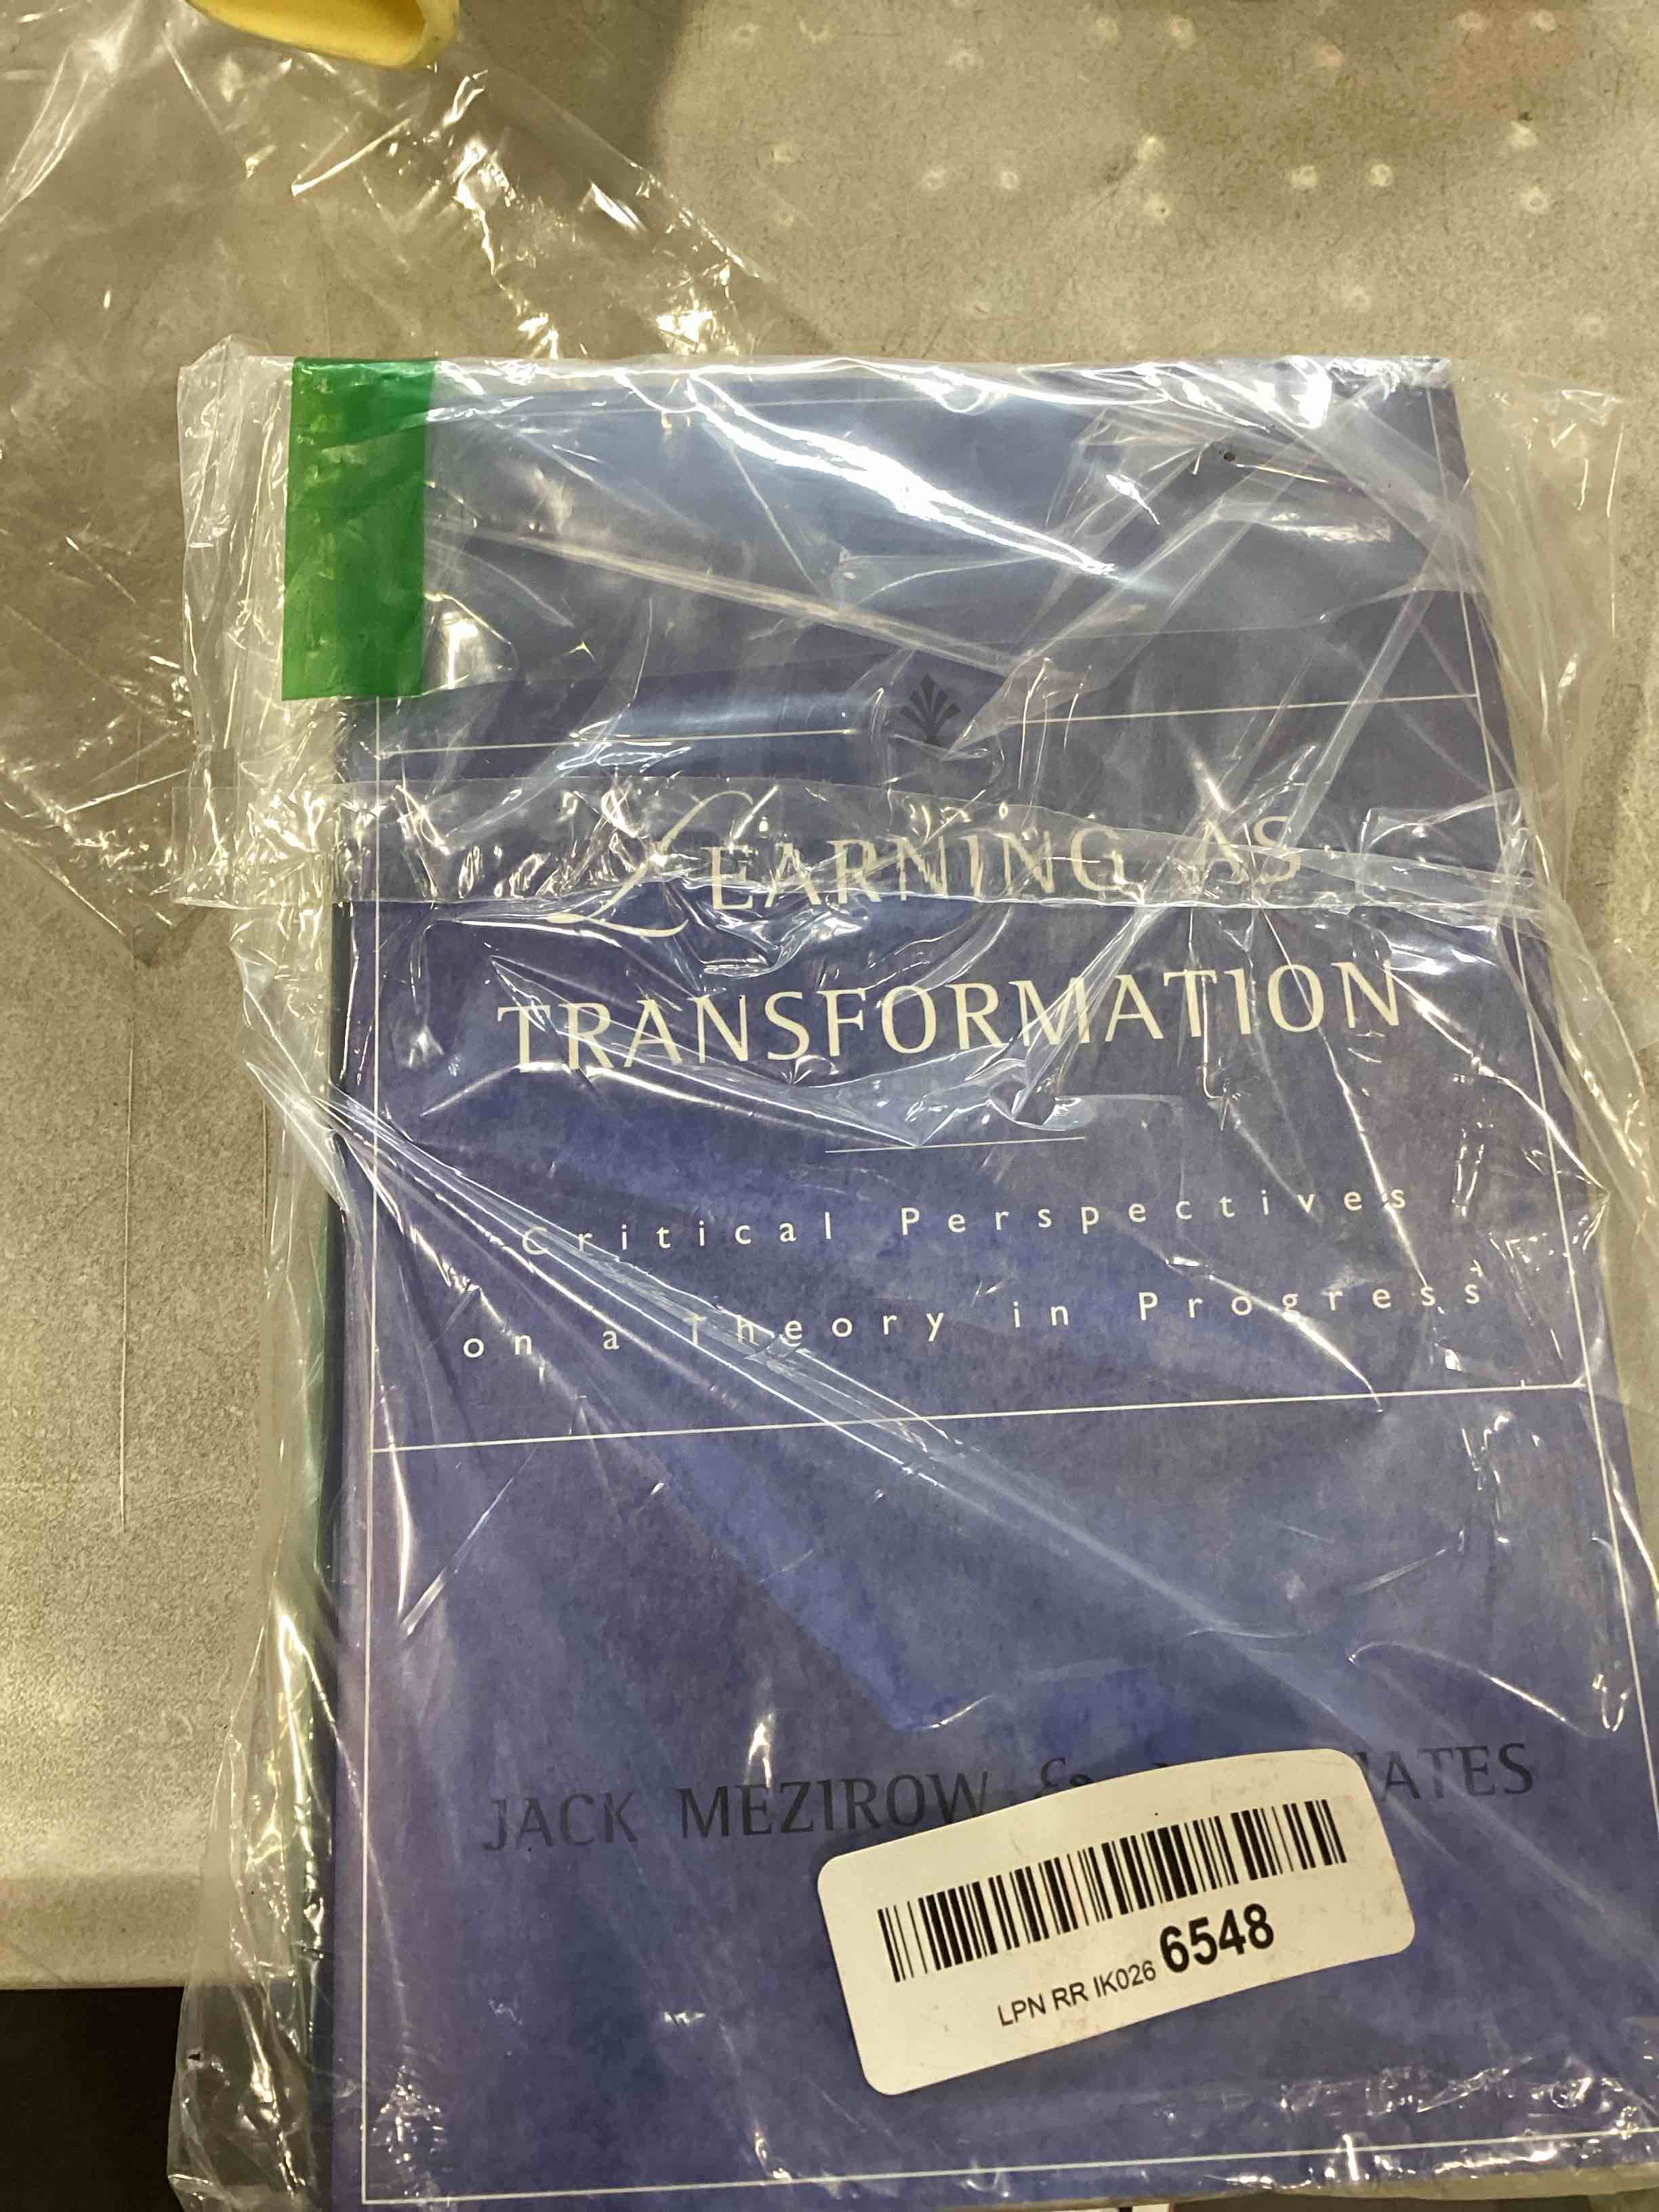 LEARNING AS
TRANSFORMATION
Critical Perspectives
on a Theory in Progress
JACK MEZIROW &
LPN RR IK026 6548